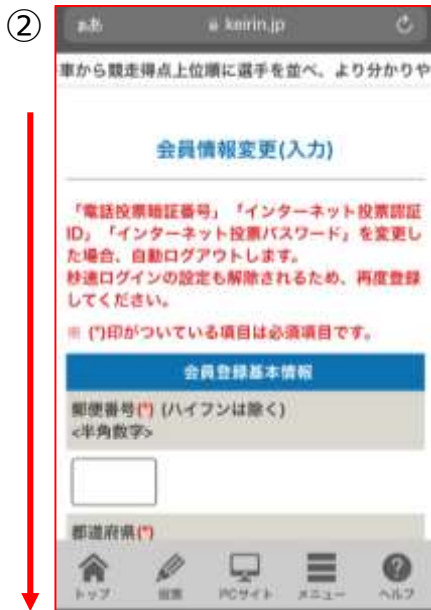 ②
ぁあ keirin.jp
車から競走得点上位順に選手を並べ、より分かりや
会員情報変更(入力)
「電話投票暗証番号」「インターネット投票認証
ID」「インターネット投票パスワード」を変更し
た場合、自動ログアウトします。
秒速ログインの設定も解除されるため、再度登録
してください。
※ (*)印がついている項目は必須項目です。
会員登録基本情報
郵便番号(*) (ハイフンは除く)
<半角数字>
都道府県(*)
トップ 投票 PCサイト メニュー ヘルプ